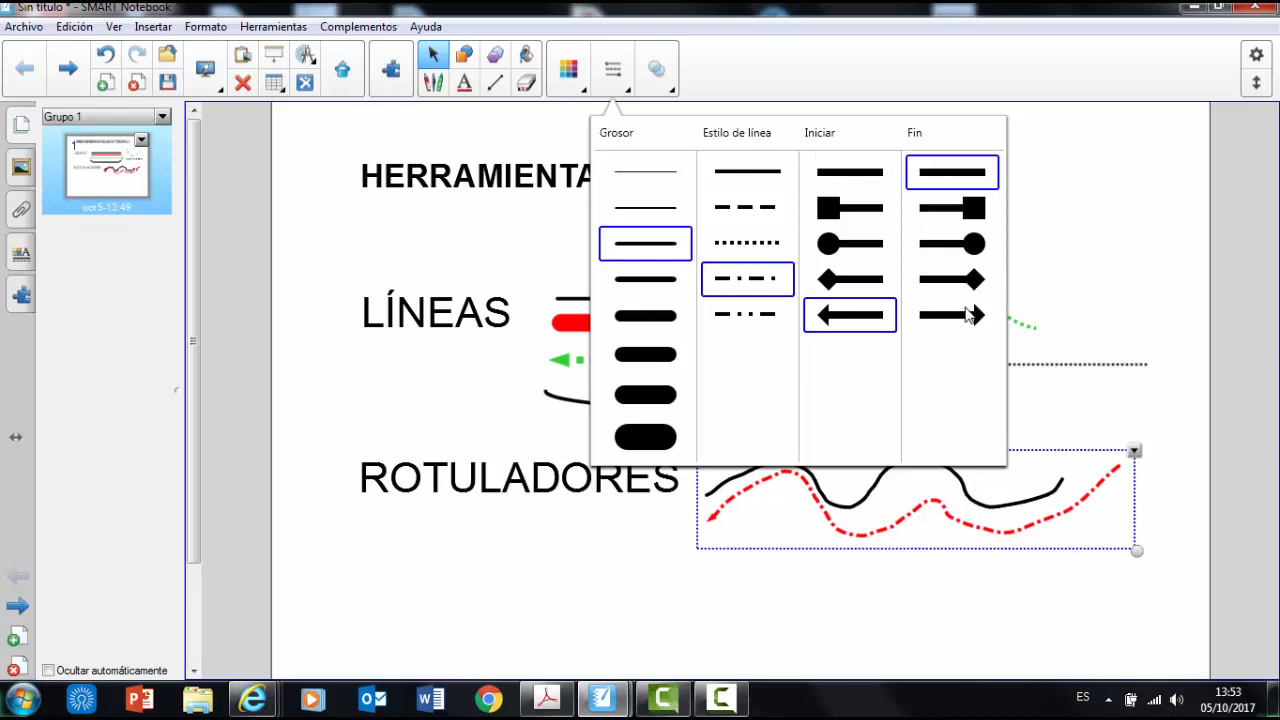 Sin título * - SMART Notebook
Archivo Edición Ver Insertar Formato Herramientas Complementos Ayuda
Grupo 1
1
oct 5-13:49
Grosor Estilo de línea Iniciar Fin
HERRAMIENTA
LÍNEAS
ROTULADORES
Ocultar automáticamente
ES
13:53
05/10/2017